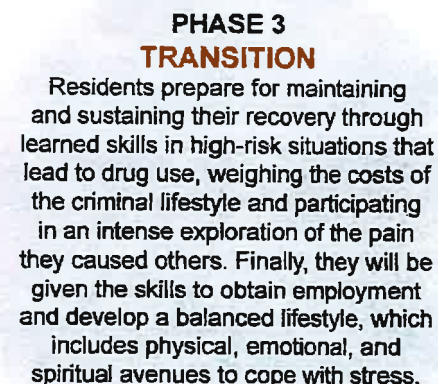 PHASE 3
TRANSITION
Residents prepare for maintaining
and sustaining their recovery through
learned skills in high-risk situations that
lead to drug use, weighing the costs of
the criminal lifestyle and participating
in an intense exploration of the pain
they caused others. Finally, they will be
given the skills to obtain employment
and develop a balanced lifestyle, which
includes physical, emotional, and
spiritual avenues to cope with stress.